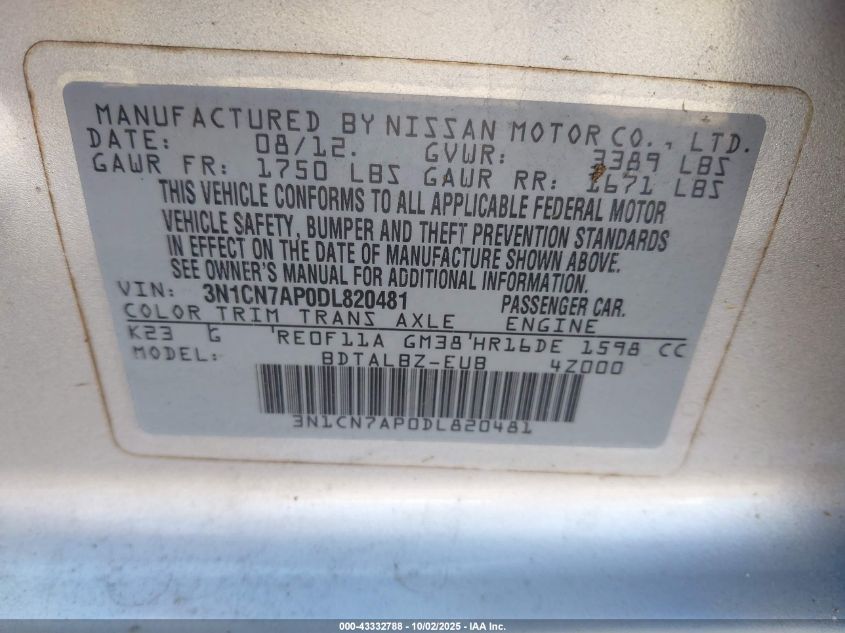 MANUFACTURED BY NISSAN MOTOR CO., LTD.
DATE: 08/12. GVWR: 3389 LBS
GAWR FR: 1750 LBS GAWR RR: 1671 LBS
THIS VEHICLE CONFORMS TO ALL APPLICABLE FEDERAL MOTOR
VEHICLE SAFETY, BUMPER AND THEFT PREVENTION STANDARDS
IN EFFECT ON THE DATE OF MANUFACTURE SHOWN ABOVE.
SEE OWNER'S MANUAL FOR ADDITIONAL INFORMATION.
VIN: 3N1CN7AP0DL820481 PASSENGER CAR.
COLOR TRIM TRANS AXLE ENGINE
K23 G RE0F11A GM38 HR16DE 1598 CC
MODEL: BDTALBZ-EUB 4Z000
3N1CN7AP0DL820481
000-43332788 - 10/02/2025 - IAA Inc.